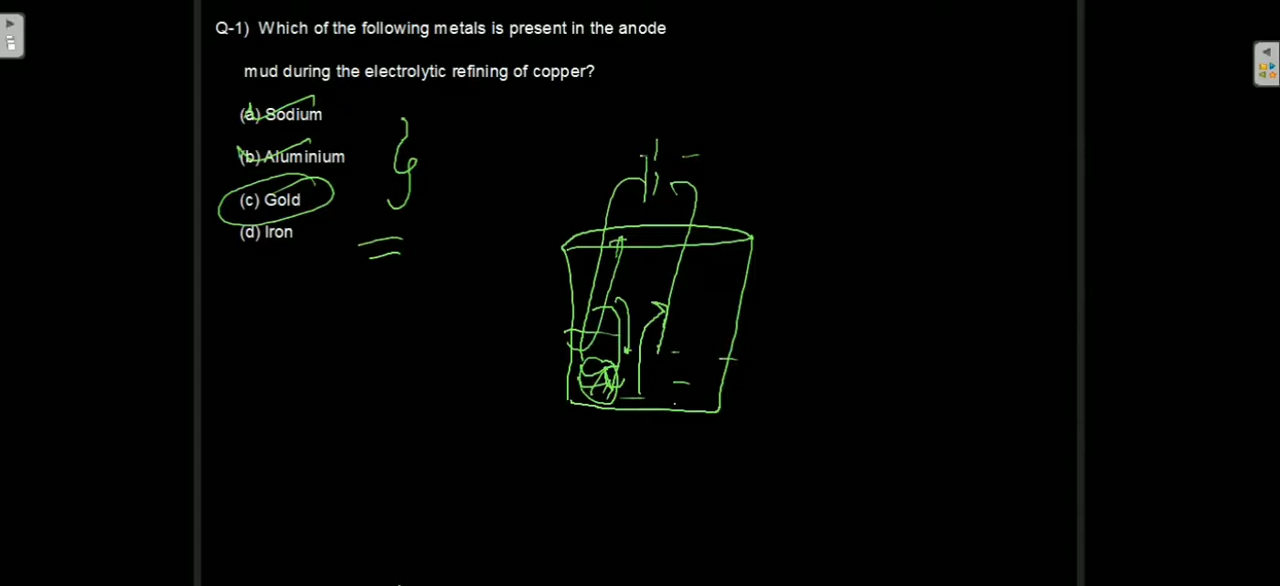 Q-1) Which of the following metals is present in the anode
mud during the electrolytic refining of copper?
(a) Sodium
(b) Aluminium
(c) Gold
(d) Iron